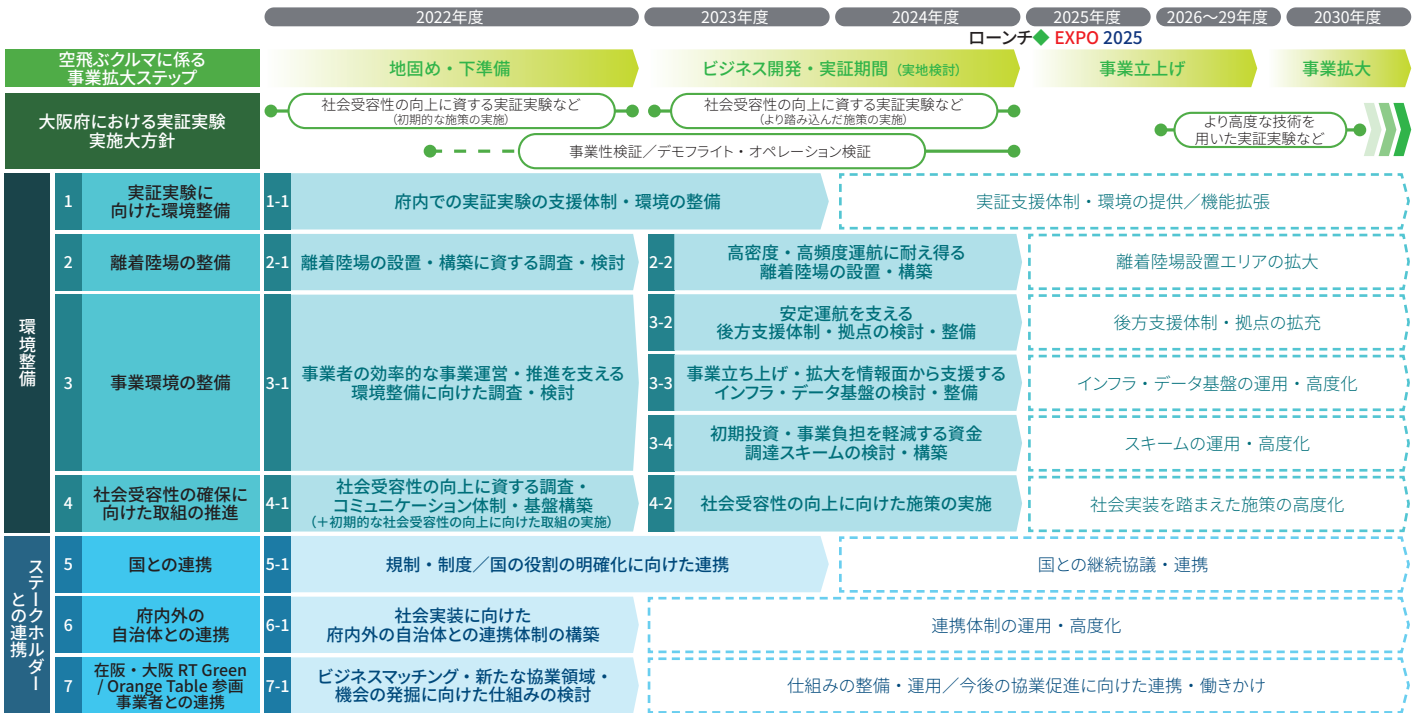 2022年度
2023年度
2024年度
2025年度
2026～29年度
2030年度
ローンチ◆ EXPO 2025
空飛ぶクルマに係る
事業拡大ステップ
地固め・下準備
ビジネス開発・実証期間（実地検討）
事業立上げ
事業拡大
大阪府における実証実験
実施大方針
社会受容性の向上に資する実証実験など
（初期的な施策の実施）
社会受容性の向上に資する実証実験など
（より踏み込んだ施策の実施）
事業性検証／デモフライト・オペレーション検証
より高度な技術を
用いた実証実験など
環境整備
1
実証実験に
向けた環境整備
1-1
府内での実証実験の支援体制・環境の整備
実証支援体制・環境の提供／機能拡張
2
離着陸場の整備
2-1
離着陸場の設置・構築に資する調査・検討
2-2
高密度・高頻度運航に耐え得る
離着陸場の設置・構築
離着陸場設置エリアの拡大
3
事業環境の整備
3-1
事業者の効率的な事業運営・推進を支える
環境整備に向けた調査・検討
3-2
安定運航を支える
後方支援体制・拠点の検討・整備
後方支援体制・拠点の拡充
3-3
事業立ち上げ・拡大を情報面から支援する
インフラ・データ基盤の検討・整備
インフラ・データ基盤の運用・高度化
3-4
初期投資・事業負担を軽減する資金
調達スキームの検討・構築
スキームの運用・高度化
4
社会受容性の確保に
向けた取組の推進
4-1
社会受容性の向上に資する調査・
コミュニケーション体制・基盤構築
（＋初期的な社会受容性の向上に向けた取組の実施）
4-2
社会受容性の向上に向けた施策の実施
社会実装を踏まえた施策の高度化
ステークホルダー
との連携
5
国との連携
5-1
規制・制度／国の役割の明確化に向けた連携
国との継続協議・連携
6
府内外の
自治体との連携
6-1
社会実装に向けた
府内外の自治体との連携体制の構築
連携体制の運用・高度化
7
在阪・大阪 RT Green
/ Orange Table 参画
事業者との連携
7-1
ビジネスマッチング・新たな協業領域・
機会の発掘に向けた仕組みの検討
仕組みの整備・運用／今後の協業促進に向けた連携・働きかけ